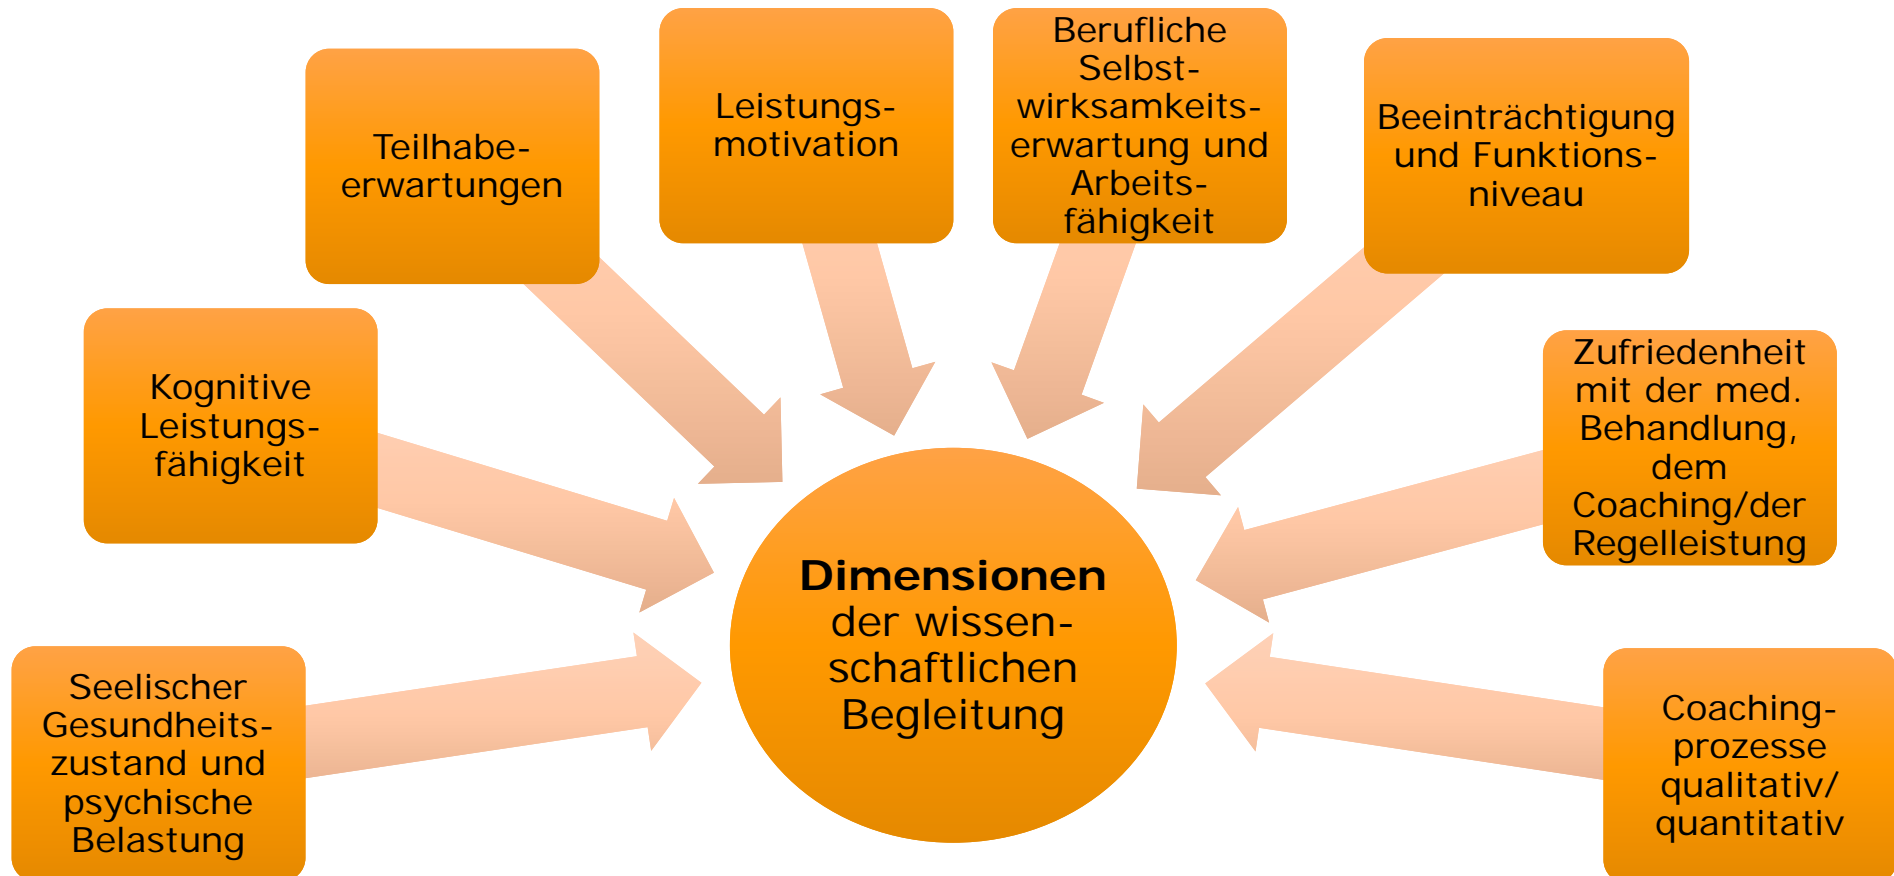 Seelischer
Gesundheits-
zustand und
psychische
Belastung
Kognitive
Leistungs-
fähigkeit
Teilhabe-
erwartungen
Leistungs-
motivation
Berufliche
Selbst-
wirksamkeits-
erwartung und
Arbeits-
fähigkeit
Beeinträchtigung
und Funktions-
niveau
Zufriedenheit
mit der med.
Behandlung,
dem
Coaching/der
Regelleistung
Coaching-
prozesse
qualitativ/
quantitativ
Dimensionen
der wissen-
schaftlichen
Begleitung